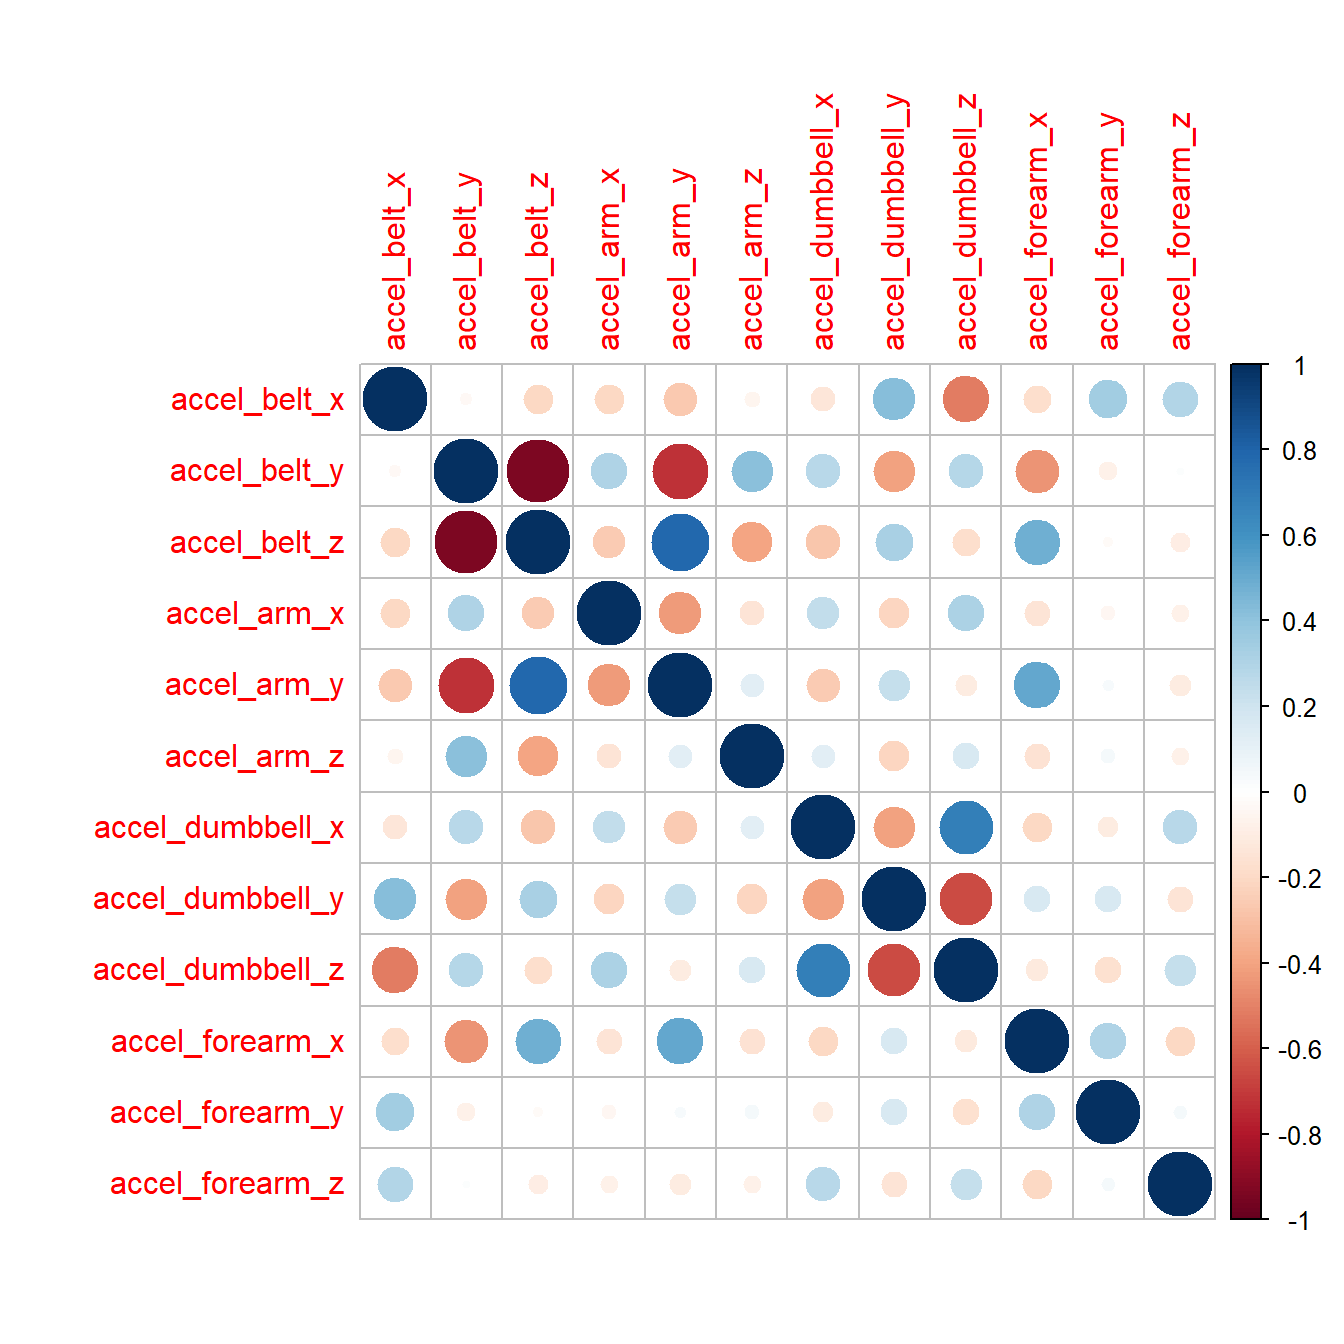 accel_belt_x
accel_belt_y
accel_belt_z
accel_arm_x
accel_arm_y
accel_arm_z
accel_dumbbell_x
accel_dumbbell_y
accel_dumbbell_z
accel_forearm_x
accel_forearm_y
accel_forearm_z
accel_belt_x
accel_belt_y
accel_belt_z
accel_arm_x
accel_arm_y
accel_arm_z
accel_dumbbell_x
accel_dumbbell_y
accel_dumbbell_z
accel_forearm_x
accel_forearm_y
accel_forearm_z
1
0.8
0.6
0.4
0.2
0
-0.2
-0.4
-0.6
-0.8
-1